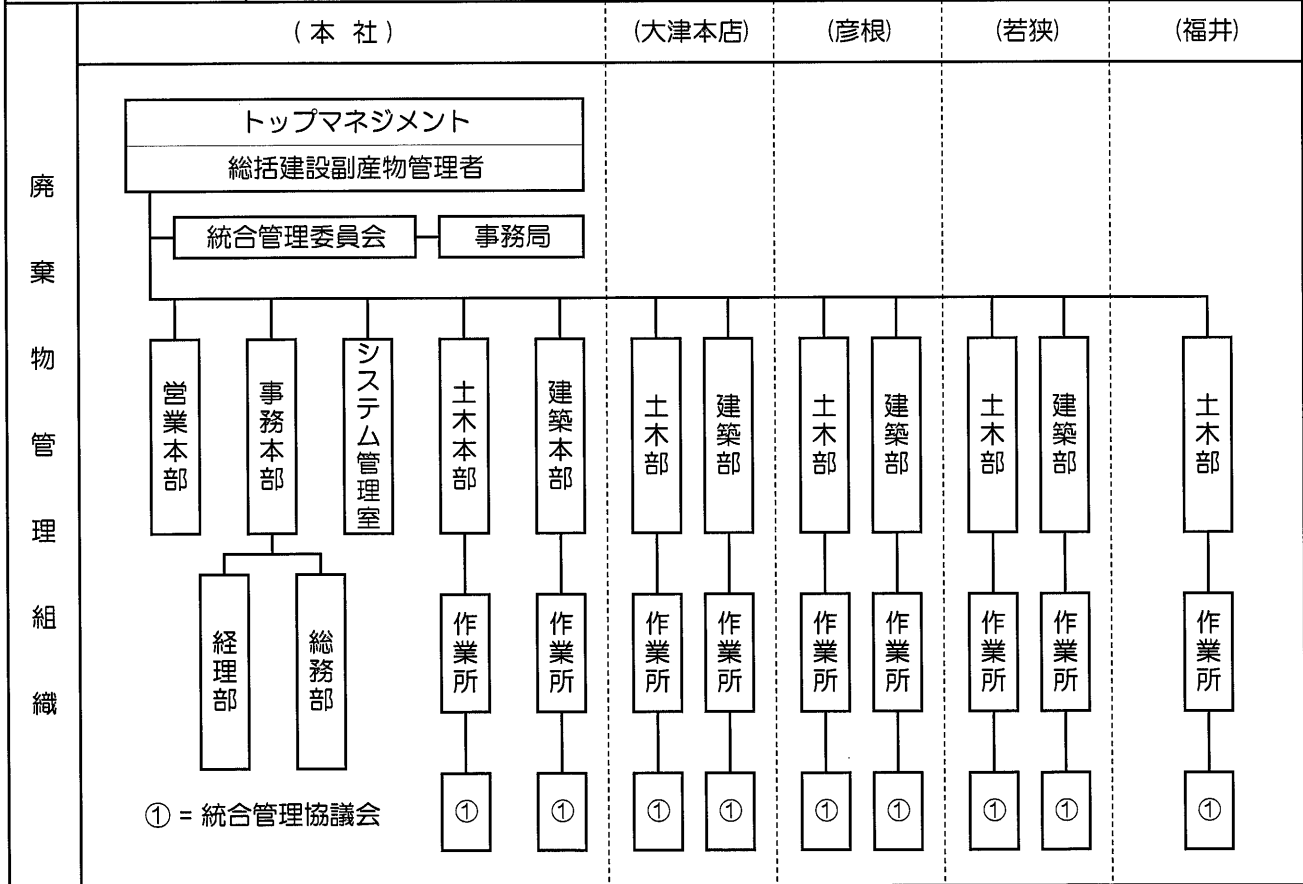 (本 社)
(大津本店)
(彦根)
(若狭)
(福井)
廃棄物管理組織
トップマネジメント
総括建設副産物管理者
統合管理委員会
事務局
営業本部
事務本部
システム管理室
土木本部
建築本部
土木部
建築部
土木部
建築部
土木部
建築部
土木部
経理部
総務部
作業所
作業所
作業所
作業所
作業所
作業所
作業所
作業所
作業所
① = 統合管理協議会
①
①
①
①
①
①
①
①
①